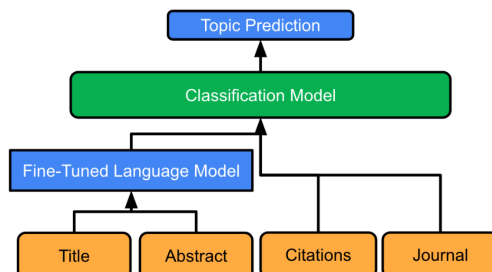 Topic Prediction
Classification Model
Fine-Tuned Language Model
Title
Abstract
Citations
Journal